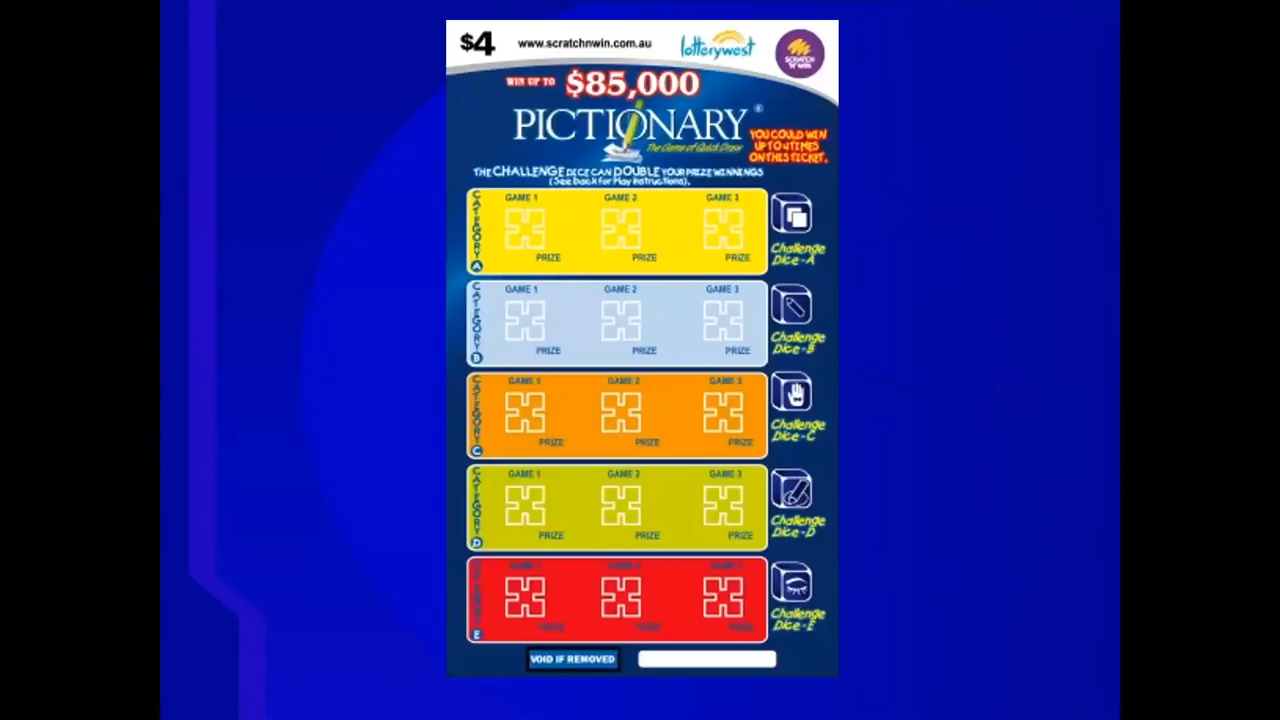 $4
www.scratchnwin.com.au
lotterywest
SCRATCH 'N' WIN
WIN UP TO $85,000
PICTIONARY®
The Game of Quick Draw
YOU COULD WIN
UP TO 4 TIMES
ON THIS TICKET.
THE CHALLENGE DICE CAN DOUBLE YOUR PRIZE WINNINGS
(See back for Play Instructions).
CATEGORY A
GAME 1 GAME 2 GAME 3
PRIZE PRIZE PRIZE
Challenge
Dice-A
CATEGORY B
GAME 1 GAME 2 GAME 3
PRIZE PRIZE PRIZE
Challenge
Dice-B
CATEGORY C
GAME 1 GAME 2 GAME 3
PRIZE PRIZE PRIZE
Challenge
Dice-C
CATEGORY D
GAME 1 GAME 2 GAME 3
PRIZE PRIZE PRIZE
Challenge
Dice-D
E
Challenge
Dice-E
VOID IF REMOVED